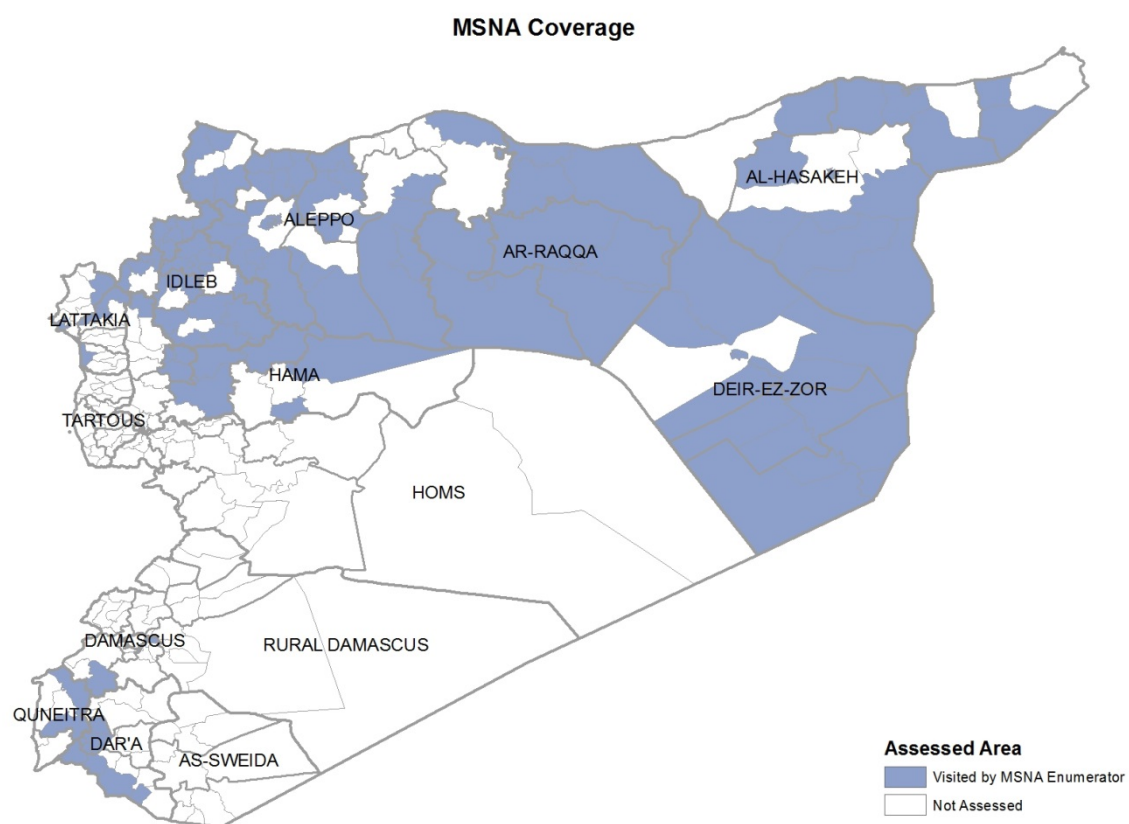 MSNA Coverage
AL-HASAKEH
ALEPPO
AR-RAQQA
IDLEB
LATTAKIA
HAMA
DEIR-EZ-ZOR
TARTOUS
HOMS
DAMASCUS
RURAL DAMASCUS
QUNEITRA
DAR'A
AS-SWEIDA
Assessed Area
Visited by MSNA Enumerator
Not Assessed